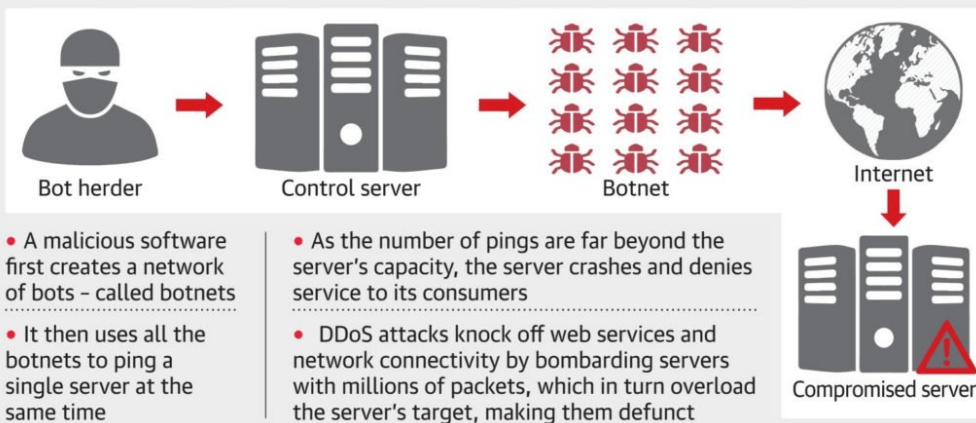 Bot herder
Control server
Botnet
Internet
Compromised server
• A malicious software
first creates a network
of bots – called botnets
• It then uses all the
botnets to ping a
single server at the
same time
• As the number of pings are far beyond the
server's capacity, the server crashes and denies
service to its consumers
• DDoS attacks knock off web services and
network connectivity by bombarding servers
with millions of packets, which in turn overload
the server's target, making them defunct